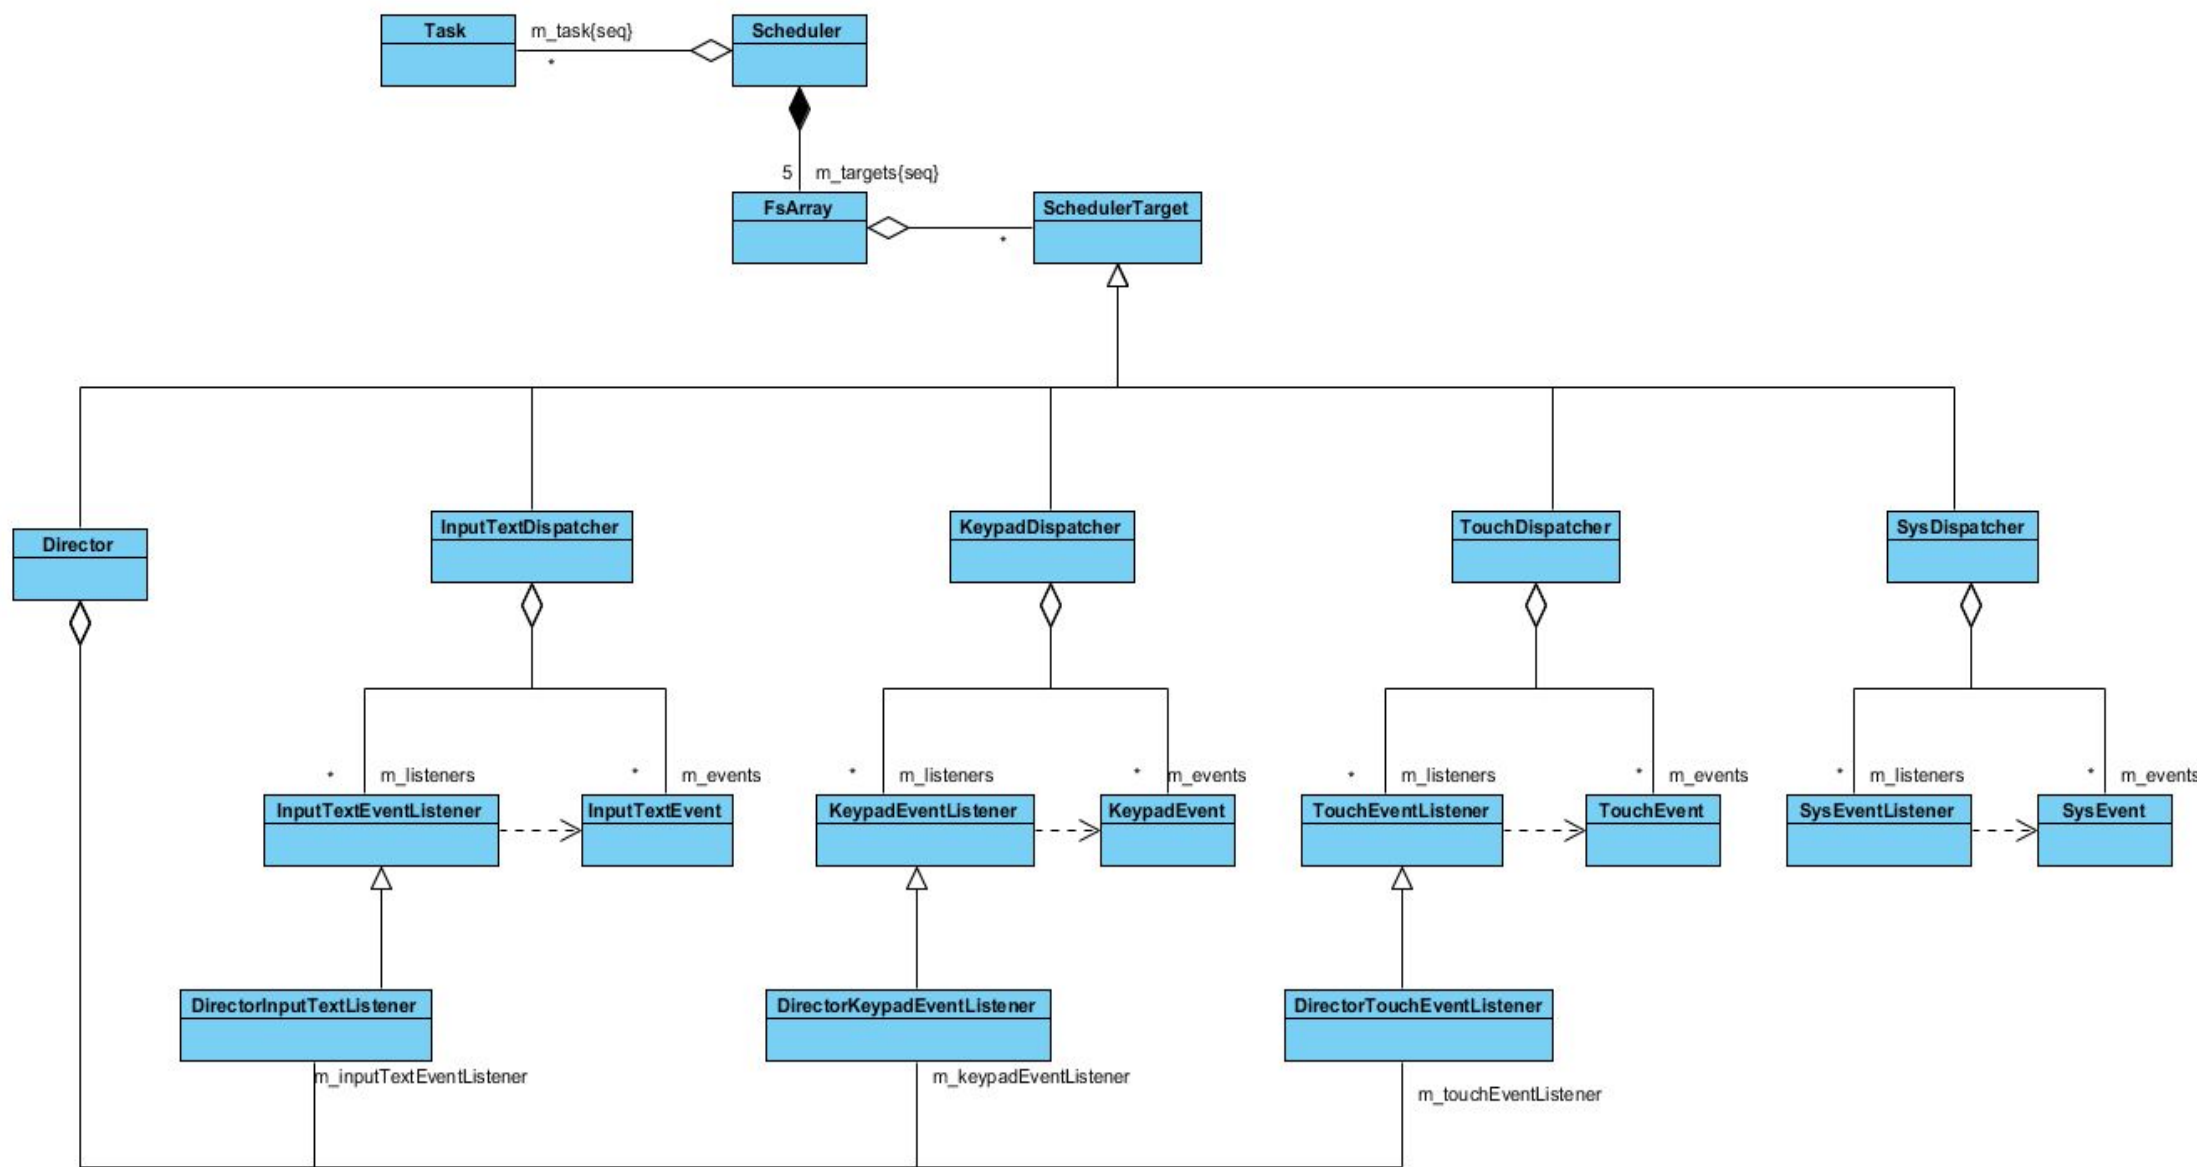 Task
m_task{seq}
*
Scheduler
5
m_targets{seq}
FsArray
*
SchedulerTarget
Director
InputTextDispatcher
KeypadDispatcher
TouchDispatcher
SysDispatcher
*
m_listeners
*
m_events
*
m_listeners
*
m_events
*
m_listeners
*
m_events
*
m_listeners
*
m_events
InputTextEventListener
InputTextEvent
KeypadEventListener
KeypadEvent
TouchEventListener
TouchEvent
SysEventListener
SysEvent
DirectorInputTextListener
DirectorKeypadEventListener
DirectorTouchEventListener
m_inputTextEventListener
m_keypadEventListener
m_touchEventListener